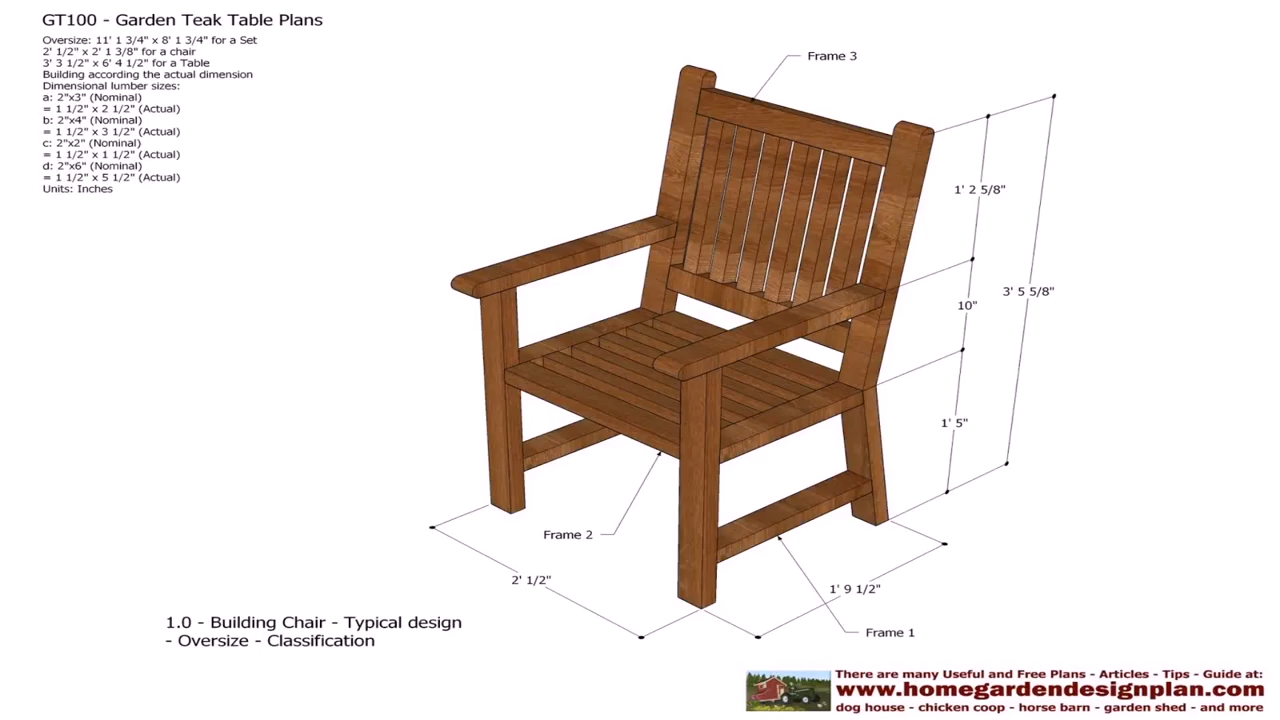 GT100 - Garden Teak Table Plans
Oversize: 11' 1 3/4" x 8' 1 3/4" for a Set
2' 1/2" x 2' 1 3/8" for a chair
3' 3 1/2" x 6' 4 1/2" for a Table
Building according the actual dimension
Dimensional lumber sizes:
a: 2"x3" (Nominal)
= 1 1/2" x 2 1/2" (Actual)
b: 2"x4" (Nominal)
= 1 1/2" x 3 1/2" (Actual)
c: 2"x2" (Nominal)
= 1 1/2" x 1 1/2" (Actual)
d: 2"x6" (Nominal)
= 1 1/2" x 5 1/2" (Actual)
Units: Inches
Frame 3
1' 2 5/8"
3' 5 5/8"
10"
1' 5"
Frame 2
2' 1/2"
1' 9 1/2"
Frame 1
1.0 - Building Chair - Typical design
- Oversize - Classification
There are many Useful and Free Plans - Articles - Tips - Guide at:
www.homegardendesignplan.com
dog house - chicken coop - horse barn - garden shed - and more